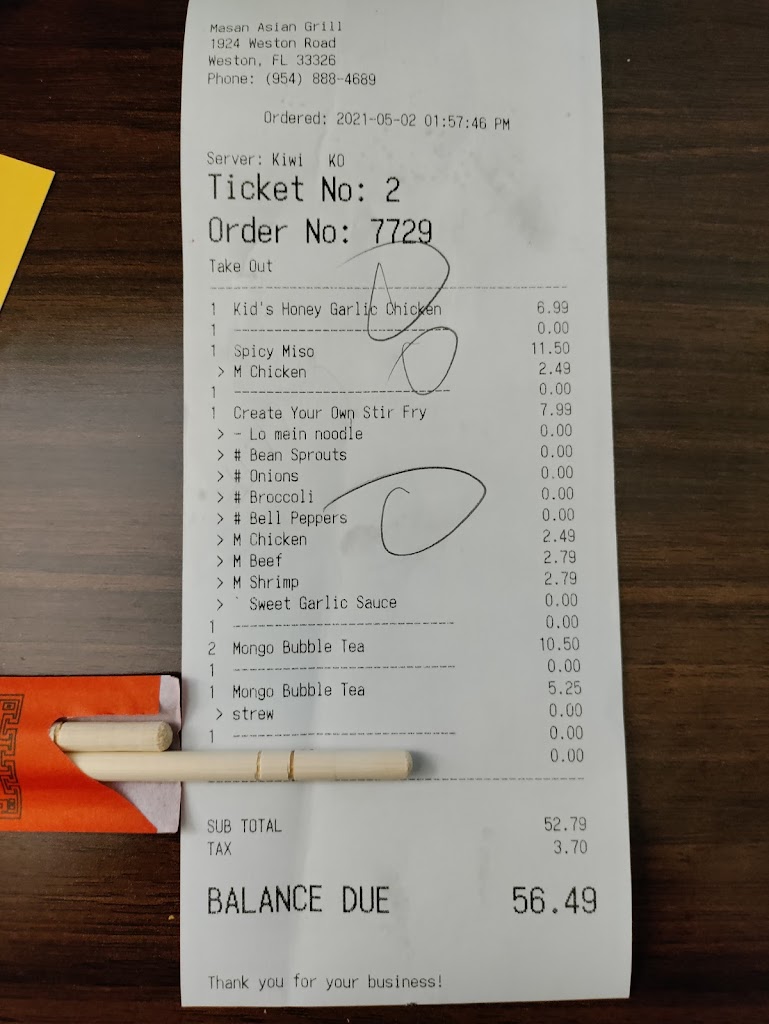 Masan Asian Grill
1924 Weston Road
Weston, FL 33326
Phone: (954) 888-4689
Ordered: 2021-05-02 01:57:46 PM
Server: Kiwi KO
Ticket No: 2
Order No: 7729
Take Out
1 Kid's Honey Garlic Chicken 6.99
1 -------------------------- 0.00
1 Spicy Miso 11.50
> M Chicken 2.49
1 -------------------------- 0.00
1 Create Your Own Stir Fry 7.99
> - Lo mein noodle 0.00
> # Bean Sprouts 0.00
> # Onions 0.00
> # Broccoli 0.00
> # Bell Peppers 0.00
> M Chicken 2.49
> M Beef 2.79
> M Shrimp 2.79
> ` Sweet Garlic Sauce 0.00
1 -------------------------- 0.00
2 Mongo Bubble Tea 10.50
1 -------------------------- 0.00
1 Mongo Bubble Tea 5.25
> strew 0.00
1 -------------------------- 0.00
0.00
SUB TOTAL 52.79
TAX 3.70
BALANCE DUE 56.49
Thank you for your business!